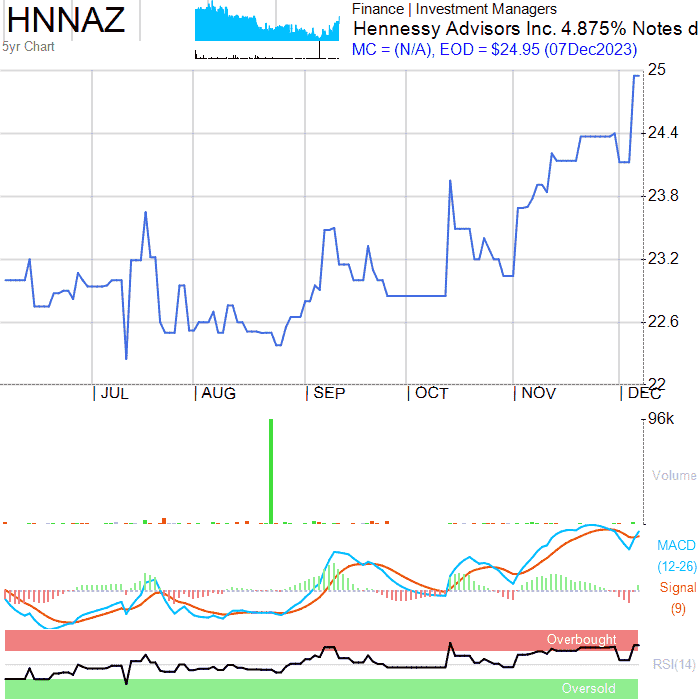 HNNAZ
5yr Chart
Finance | Investment Managers
Hennessy Advisors Inc. 4.875% Notes d
MC = (N/A), EOD = $24.95 (07Dec2023)
25
24.4
23.8
23.2
22.6
22
JUL AUG SEP OCT NOV DEC
96k
Volume
MACD
(12-26)
Signal
(9)
Overbought
RSI(14)
Oversold